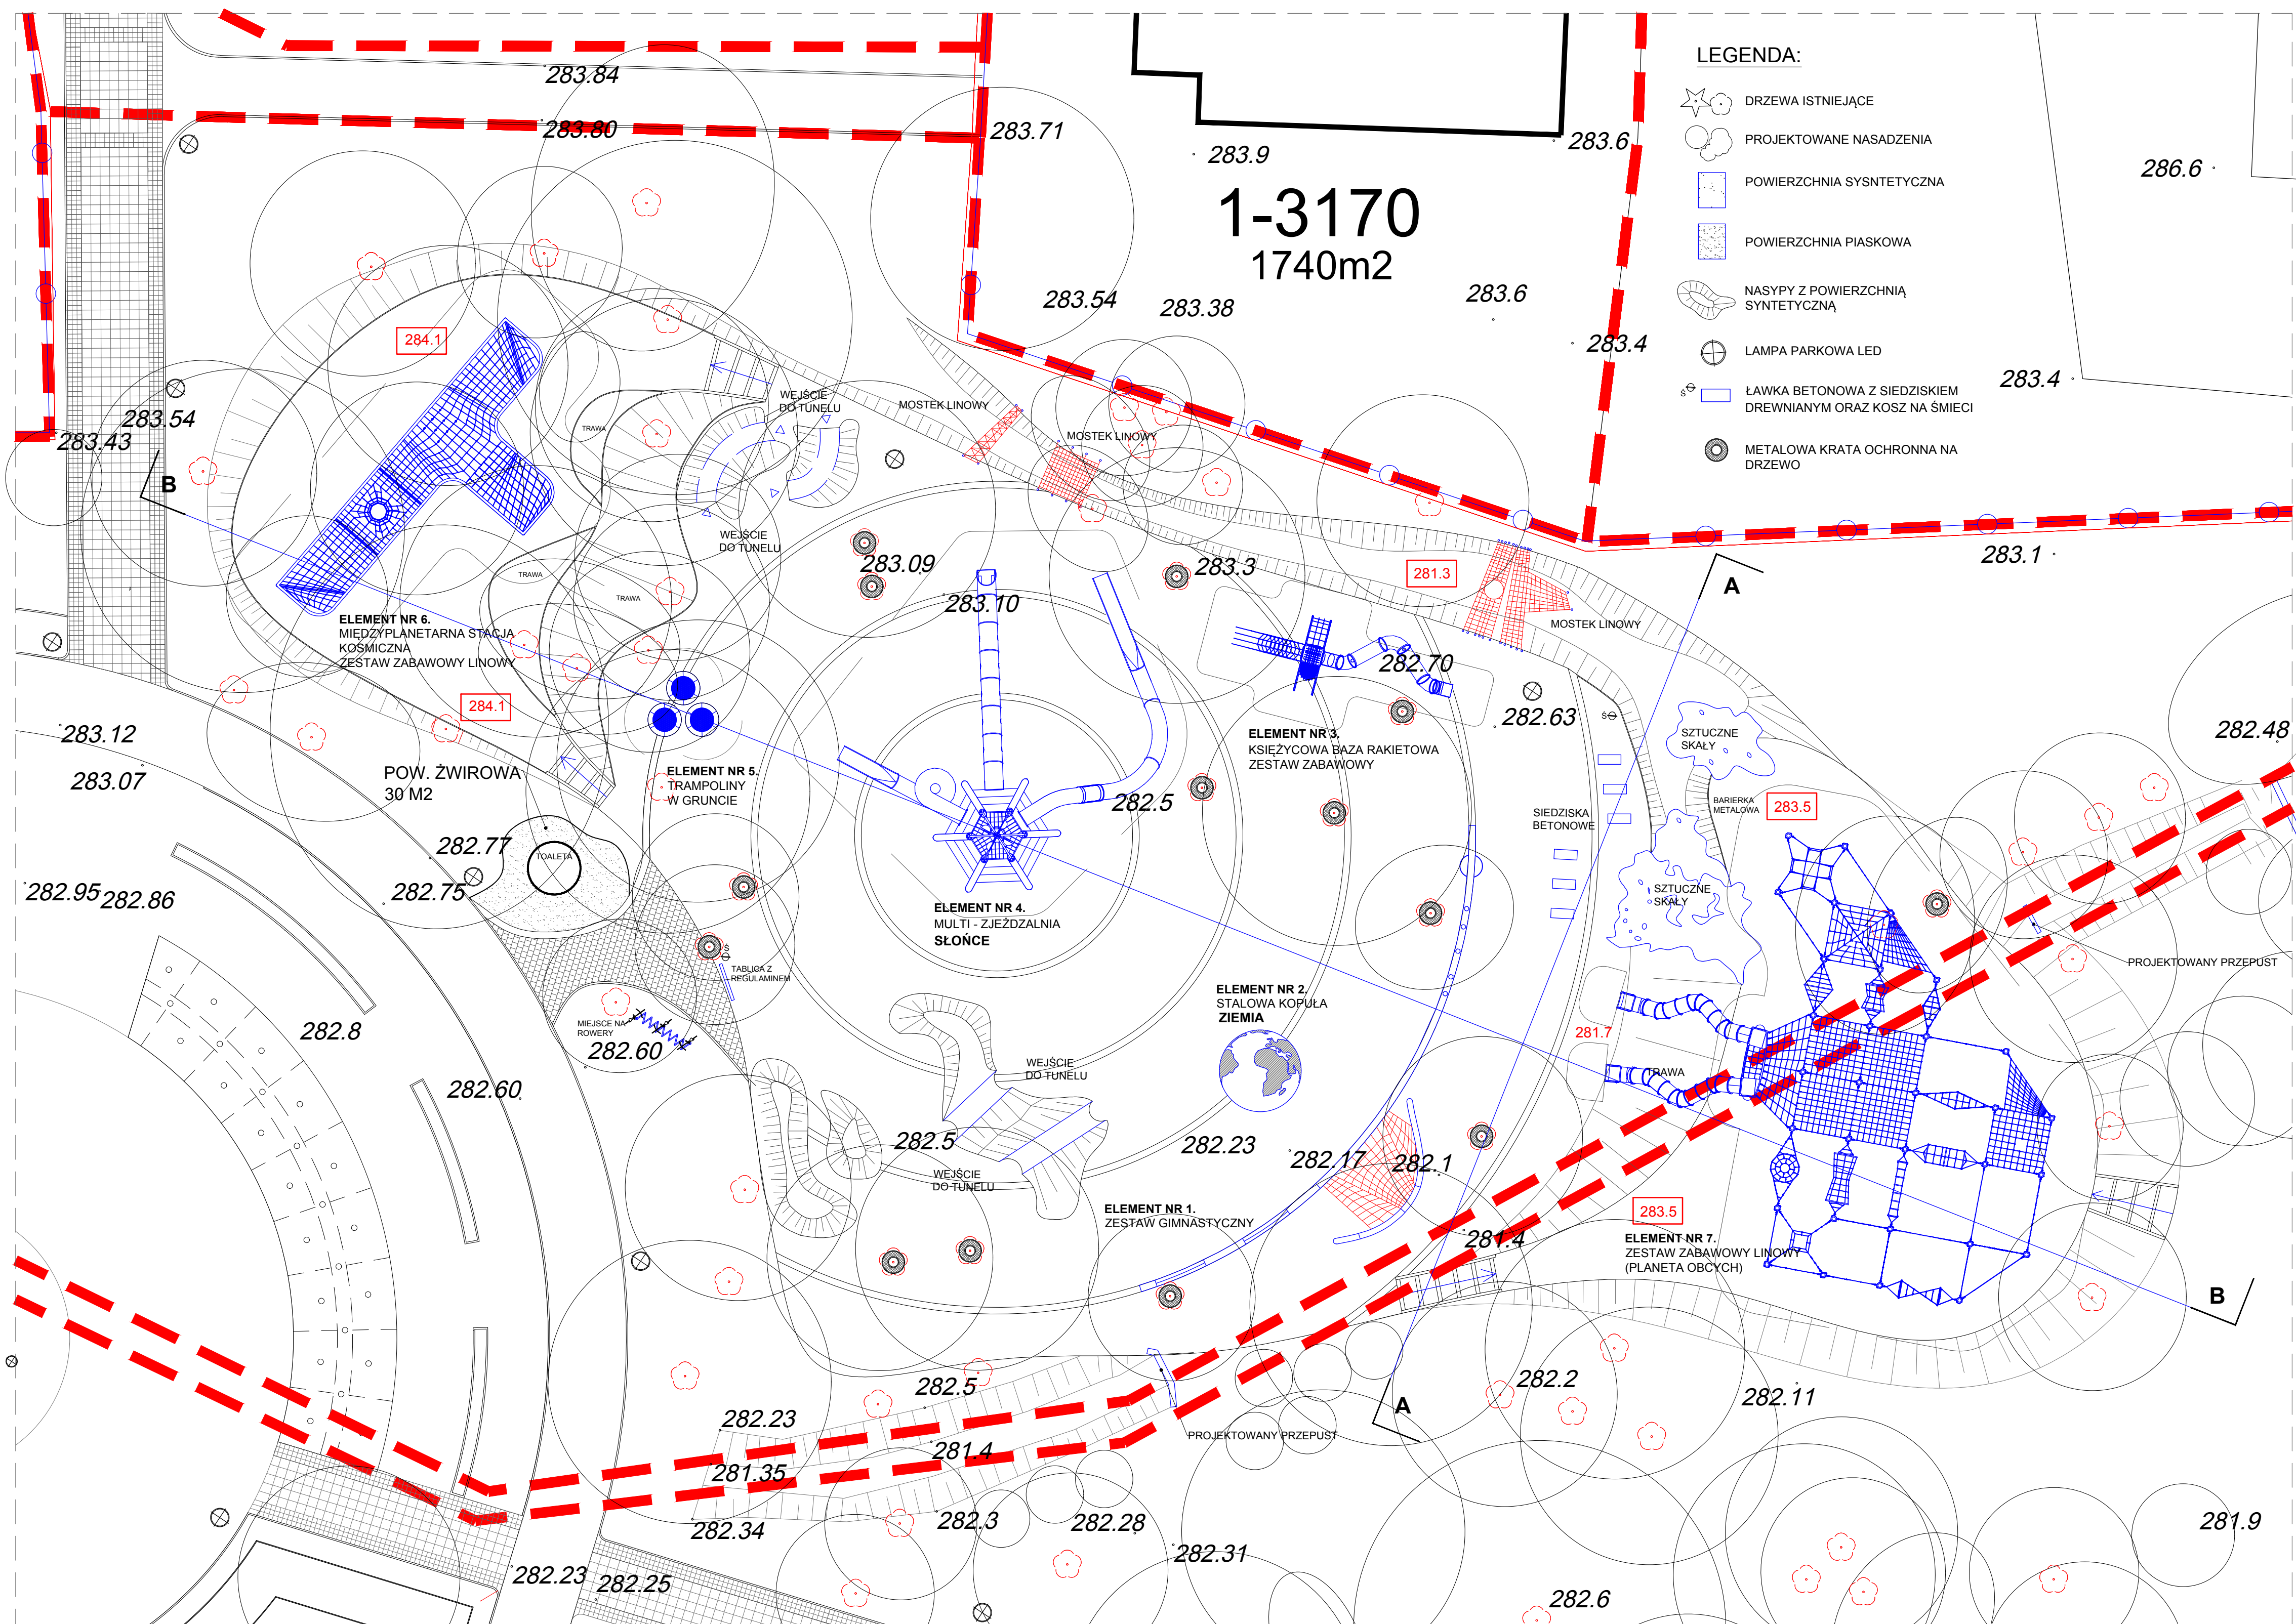 LEGENDA:
DRZEWA ISTNIEJĄCE
PROJEKTOWANE NASADZENIA
POWIERZCHNIA SYSNTETYCZNA
POWIERZCHNIA PIASKOWA
NASYPY Z POWIERZCHNIĄ
SYNTETYCZNĄ
LAMPA PARKOWA LED
Ś
ŁAWKA BETONOWA Z SIEDZISKIEM
DREWNIANYM ORAZ KOSZ NA ŚMIECI
METALOWA KRATA OCHRONNA NA
DRZEWO
283.84
283.80
283.71
283.9
283.6
286.6
1-3170
1740m2
283.54
283.38
283.6
283.4
283.4
284.1
283.54
283.43
B
WEJŚCIE
DO TUNELU
MOSTEK LINOWY
TRAWA
MOSTEK LINOWY
WEJŚCIE
DO TUNELU
283.09
283.3
281.3
283.1
A
TRAWA
TRAWA
283.10
ELEMENT NR 6.
MIĘDZYPLANETARNA STACJA
KOSMICZNA
ZESTAW ZABAWOWY LINOWY
MOSTEK LINOWY
282.70
284.1
282.63
Ś
283.12
282.48
ELEMENT NR 3.
KSIĘŻYCOWA BAZA RAKIETOWA
ZESTAW ZABAWOWY
SZTUCZNE
SKAŁY
283.07
POW. ŻWIROWA
30 M2
ELEMENT NR 5.
TRAMPOLINY
W GRUNCIE
282.5
BARIERKA
METALOWA
283.5
SIEDZISKA
BETONOWE
282.77
TOALETA
282.95
282.86
282.75
SZTUCZNE
SKAŁY
ELEMENT NR 4.
MULTI - ZJEŻDZALNIA
SŁOŃCE
Ś
TABLICA Z
REGULAMINEM
PROJEKTOWANY PRZEPUST
ELEMENT NR 2.
STALOWA KOPUŁA
ZIEMIA
282.8
MIEJSCE NA
ROWERY
282.60
281.7
WEJŚCIE
DO TUNELU
TRAWA
282.60
282.5
282.23
282.17
282.1
WEJŚCIE
DO TUNELU
ELEMENT NR 1.
ZESTAW GIMNASTYCZNY
283.5
281.4
ELEMENT NR 7.
ZESTAW ZABAWOWY LINOWY
(PLANETA OBCYCH)
B
282.5
282.23
A
282.2
282.11
PROJEKTOWANY PRZEPUST
281.4
281.35
282.34
282.3
282.28
281.9
282.31
282.23
282.25
282.6